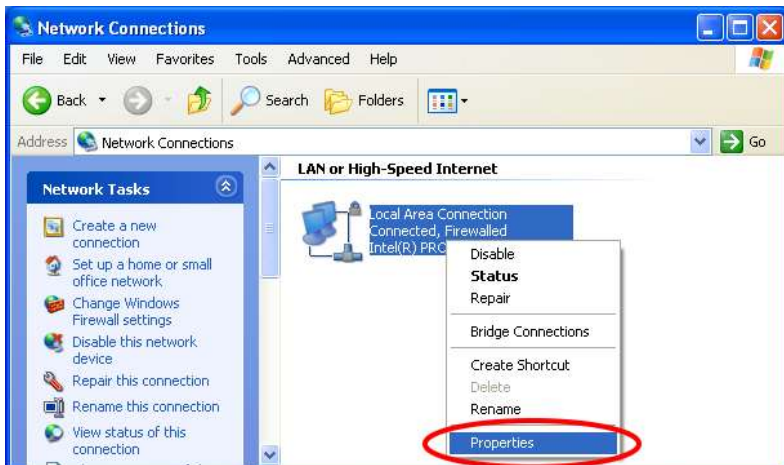 Network Connections
File Edit View Favorites Tools Advanced Help
Back Search Folders
Address Network Connections Go
Network Tasks
Create a new
connection
Set up a home or small
office network
Change Windows
Firewall settings
Disable this network
device
Repair this connection
Rename this connection
View status of this
connection
LAN or High-Speed Internet
Local Area Connection
Connected, Firewalled
Intel(R) PRO
Disable
Status
Repair
Bridge Connections
Create Shortcut
Delete
Rename
Properties